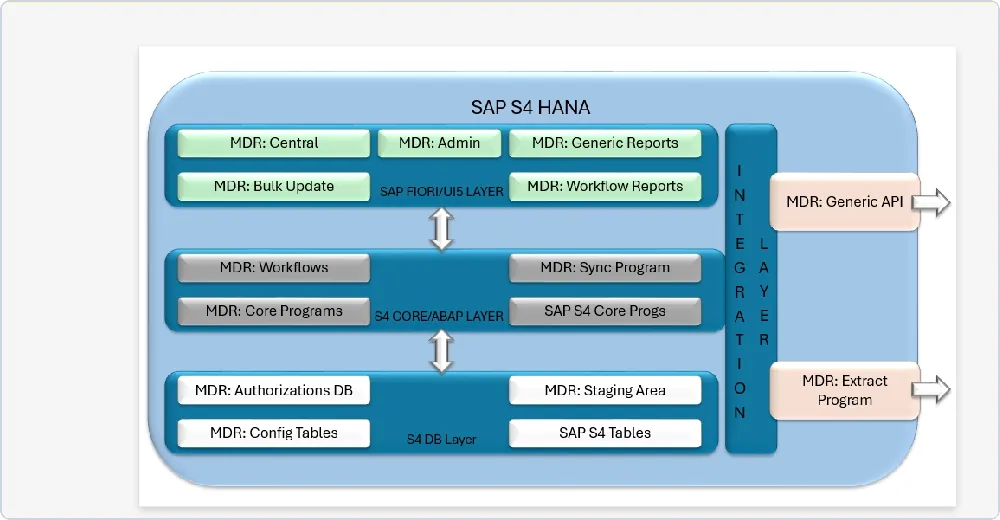 SAP S4 HANA
MDR: Central
MDR: Admin
MDR: Generic Reports
MDR: Bulk Update
SAP FIORI/UI5 LAYER
MDR: Workflow Reports
MDR: Workflows
MDR: Sync Program
MDR: Core Programs
S4 CORE/ABAP LAYER
SAP S4 Core Progs
MDR: Authorizations DB
MDR: Staging Area
MDR: Config Tables
S4 DB Layer
SAP S4 Tables
INTEGRATION
LAYER
MDR: Generic API
MDR: Extract
Program